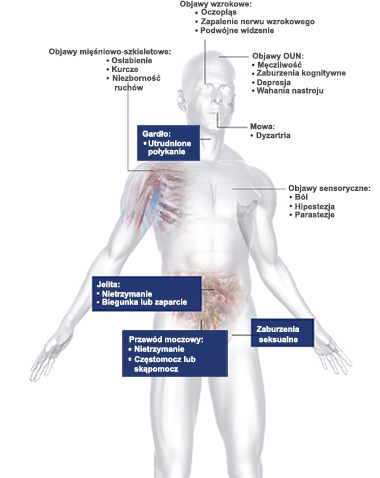 Objawy wzrokowe:
• Oczopląs
• Zapalenie nerwu wzrokowego
• Podwójne widzenie
Objawy mięśniowo-szkieletowe:
• Osłabienie
• Kurcze
• Niezborność
ruchów
Objawy OUN:
• Męczliwość
• Zaburzenia kognitywne
• Depresja
• Wahania nastroju
Mowa:
• Dyzartria
Gardło:
• Utrudnione
połykanie
Objawy sensoryczne:
• Ból
• Hipestezja
• Parastezje
Jelita:
• Nietrzymanie
• Biegunka lub zaparcie
Zaburzenia
seksualne
Przewód moczowy:
• Nietrzymanie
• Częstomocz lub
skąpomocz